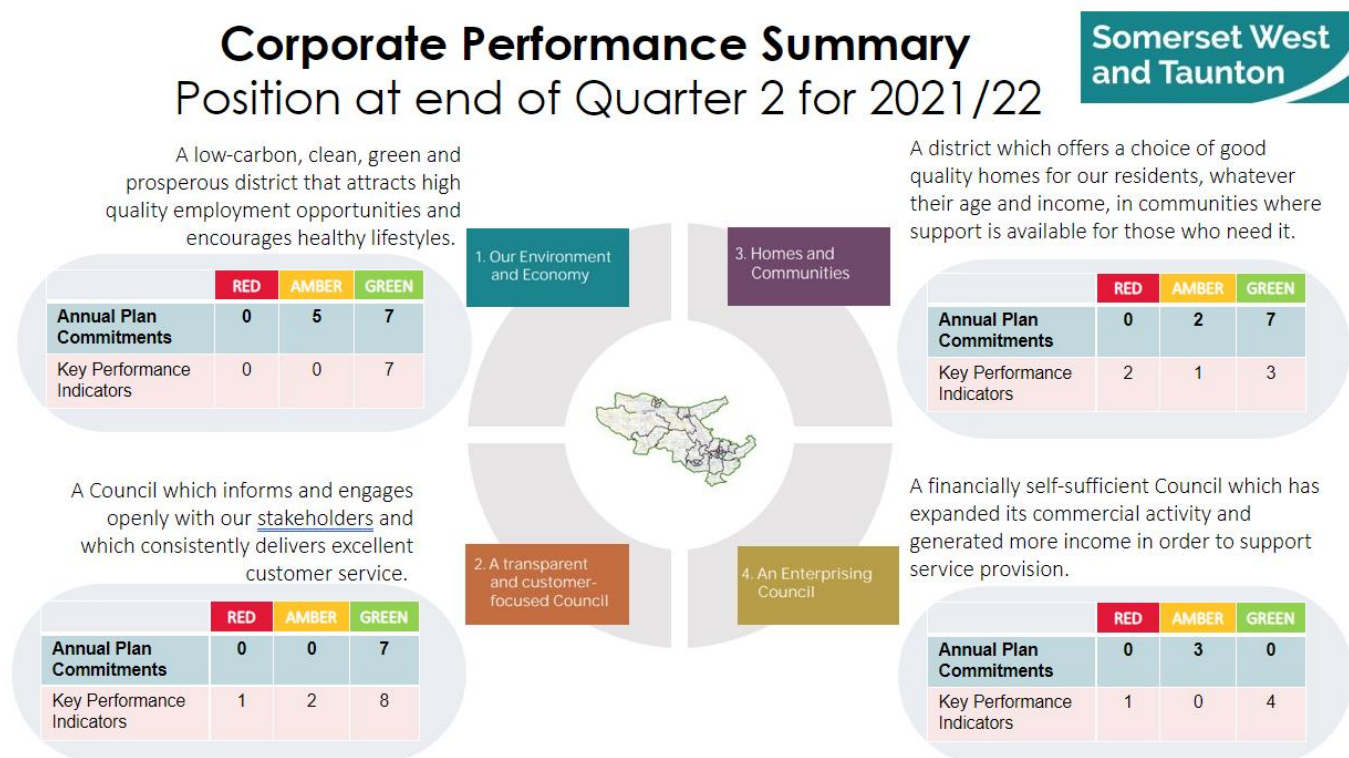 Corporate Performance Summary
Position at end of Quarter 2 for 2021/22
Somerset West
and Taunton
A low-carbon, clean, green and
prosperous district that attracts high
quality employment opportunities and
encourages healthy lifestyles.
RED AMBER GREEN
Annual Plan
Commitments 0 5 7
Key Performance
Indicators 0 0 7
1. Our Environment
and Economy
A district which offers a choice of good
quality homes for our residents, whatever
their age and income, in communities where
support is available for those who need it.
3. Homes and
Communities
RED AMBER GREEN
Annual Plan
Commitments 0 2 7
Key Performance
Indicators 2 1 3
A Council which informs and engages
openly with our stakeholders and
which consistently delivers excellent
customer service.
2. A transparent
and customer-
focused Council
RED AMBER GREEN
Annual Plan
Commitments 0 0 7
Key Performance
Indicators 1 2 8
A financially self-sufficient Council which has
expanded its commercial activity and
generated more income in order to support
service provision.
4. An Enterprising
Council
RED AMBER GREEN
Annual Plan
Commitments 0 3 0
Key Performance
Indicators 1 0 4